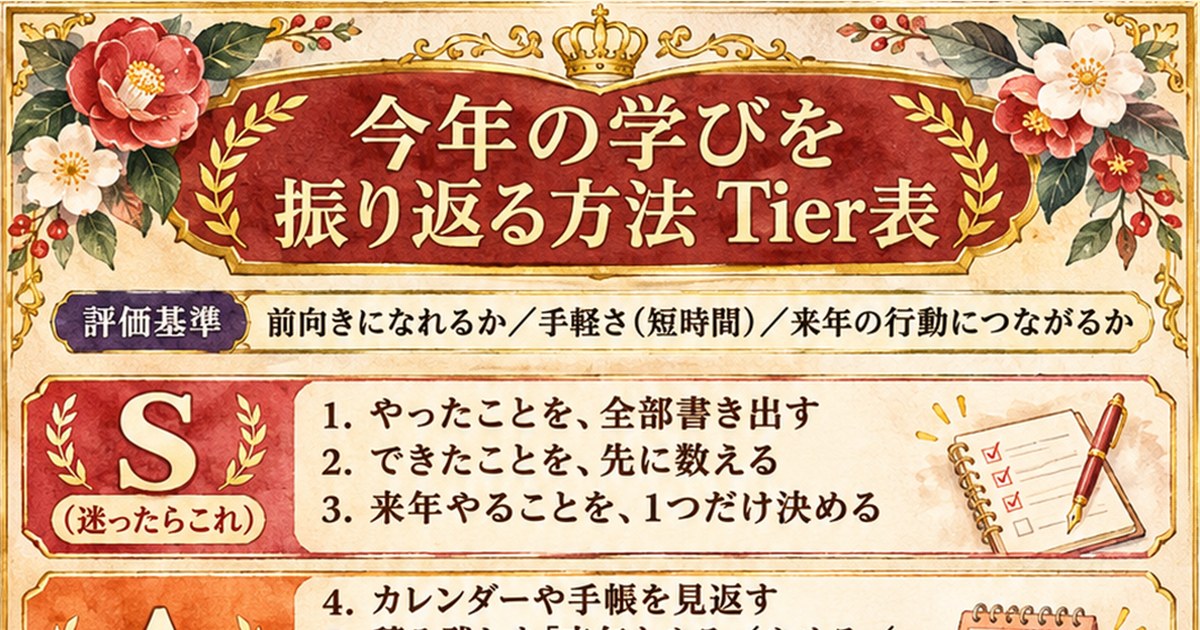 今年の学びを
振り返る方法 Tier表
評価基準
前向きになれるか／手軽さ（短時間）／来年の行動につながるか
S
（迷ったらこれ）
1. やったことを、全部書き出す
2. できたことを、先に数える
3. 来年やることを、1つだけ決める
4. カレンダーや手帳を見返す